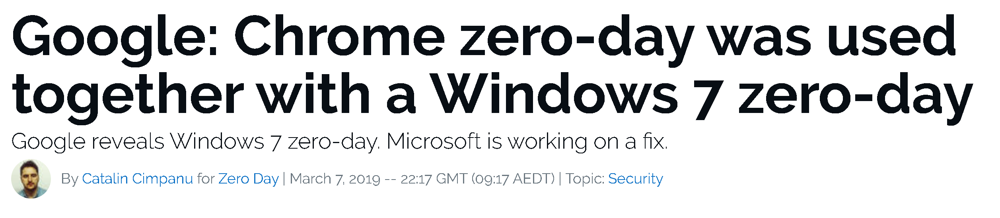 Google: Chrome zero-day was used
together with a Windows 7 zero-day
Google reveals Windows 7 zero-day. Microsoft is working on a fix.
By Catalin Cimpanu for Zero Day | March 7, 2019 -- 22:17 GMT (09:17 AEDT) | Topic: Security